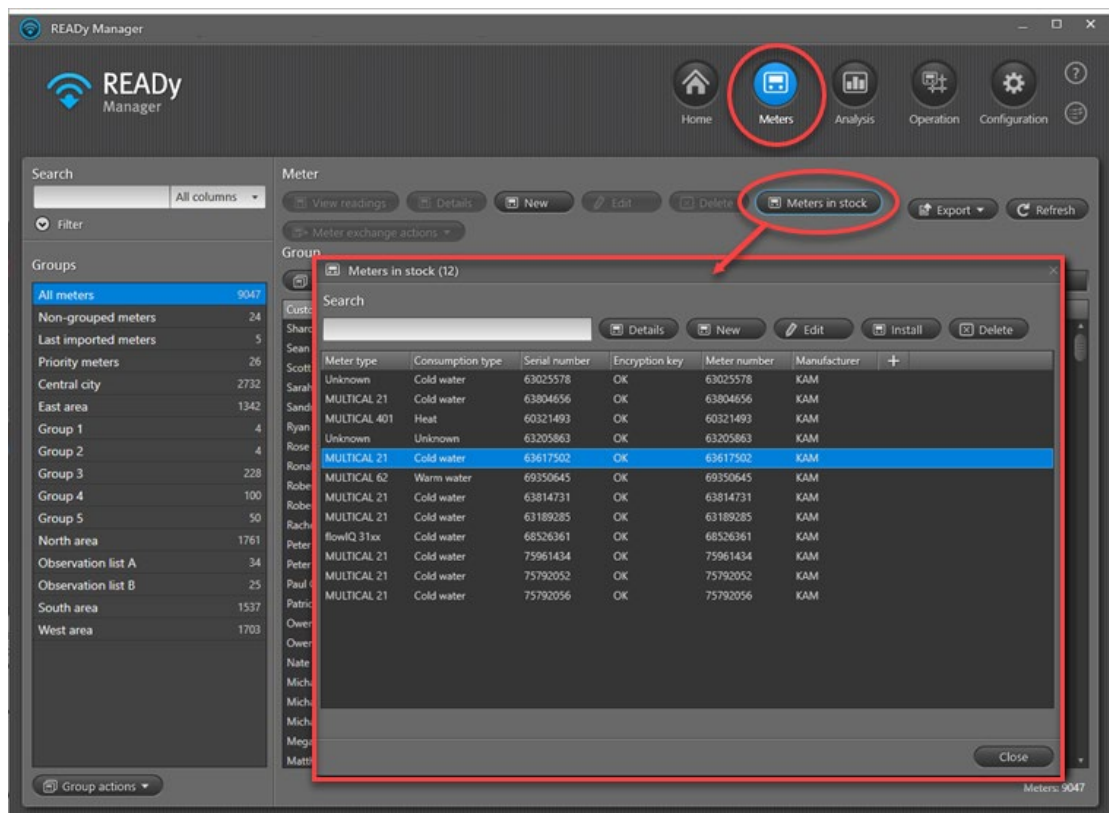 READy Manager
READy
Manager
Home Meters Analysis Operation Configuration
Search
All columns
Filter
Groups
All meters 9047
Non-grouped meters 24
Last imported meters 5
Priority meters 26
Central city 2732
East area 1342
Group 1 4
Group 2 4
Group 3 228
Group 4 100
Group 5 50
North area 1761
Observation list A 34
Observation list B 25
South area 1537
West area 1703
Group actions
Meter
View readings Details New Edit Delete Meters in stock Export Refresh
Meter exchange actions
Group
Sean
Scott
Ryan
Rose
Peter
Peter
Paul
Nate
Meters in stock (12)
Search
Details New Edit Install Delete
Meter type Consumption type Serial number Encryption key Meter number Manufacturer +
Unknown Cold water 63025578 OK 63025578 KAM
MULTICAL 21 Cold water 63804656 OK 63804656 KAM
MULTICAL 401 Heat 60321493 OK 60321493 KAM
Unknown Unknown 63205863 OK 63205863 KAM
MULTICAL 21 Cold water 63617502 OK 63617502 KAM
MULTICAL 62 Warm water 69350645 OK 69350645 KAM
MULTICAL 21 Cold water 63814731 OK 63814731 KAM
MULTICAL 21 Cold water 63189285 OK 63189285 KAM
flowIQ 31xx Cold water 68526361 OK 68526361 KAM
MULTICAL 21 Cold water 75961434 OK 75961434 KAM
MULTICAL 21 Cold water 75792052 OK 75792052 KAM
MULTICAL 21 Cold water 75792056 OK 75792056 KAM
Close
Meters: 9047